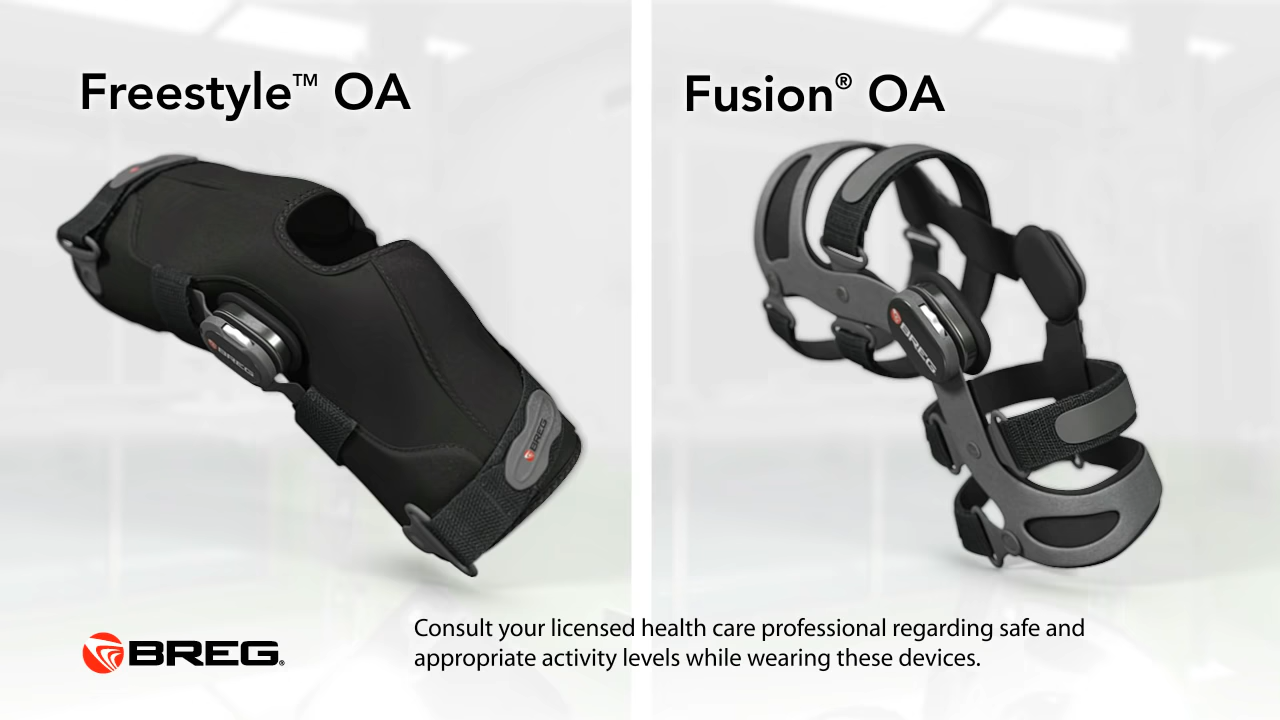 Freestyle™ OA
Fusion® OA
BREG
BREG
BREG
BREG®
Consult your licensed health care professional regarding safe and
appropriate activity levels while wearing these devices.